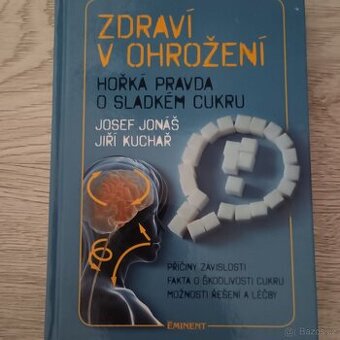 ZDRAVÍ
V OHROŽENÍ
HOŘKÁ PRAVDA
O SLADKÉM CUKRU
JOSEF JONÁŠ
JIŘÍ KUCHAŘ
PŘÍČINY ZÁVISLOSTI
FAKTA O ŠKODLIVOSTI CUKRU
MOŽNOSTI ŘEŠENÍ A LÉČBY
EMINENT